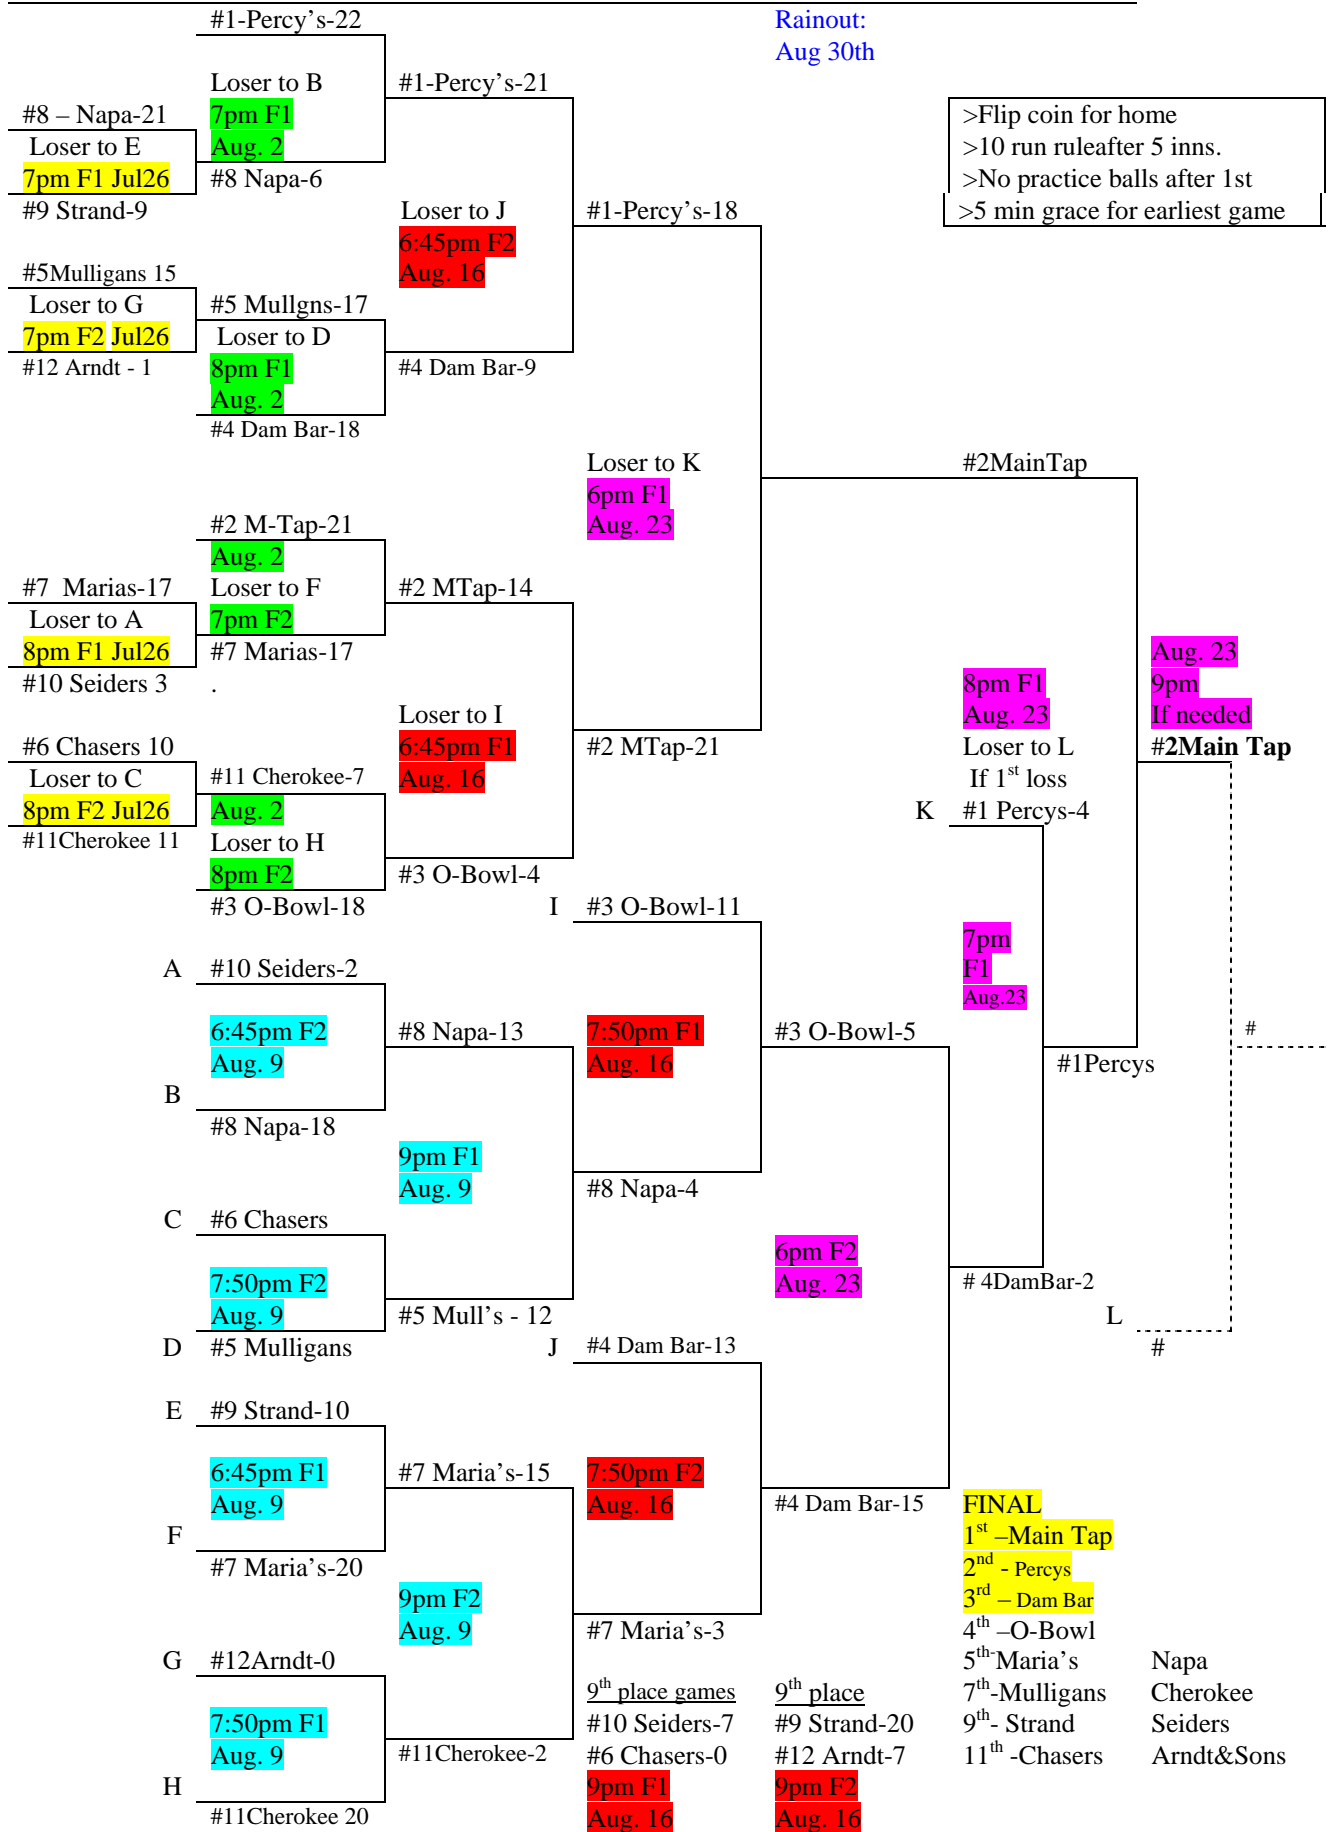 #1-Percy's-22
Rainout:
Aug 30th
Loser to B
#1-Percy's-21
#8 – Napa-21
7pm F1
>Flip coin for home
Loser to E
Aug. 2
>10 run ruleafter 5 inns.
7pm F1 Jul26
#8 Napa-6
>No practice balls after 1st
#9 Strand-9
Loser to J
#1-Percy's-18
>5 min grace for earliest game
6:45pm F2
#5Mulligans 15
Aug. 16
Loser to G
#5 Mullgns-17
7pm F2 Jul26
Loser to D
#12 Arndt - 1
8pm F1
#4 Dam Bar-9
Aug. 2
#4 Dam Bar-18
Loser to K
#2MainTap
6pm F1
#2 M-Tap-21
Aug. 23
Aug. 2
#7 Marias-17
Loser to F
#2 MTap-14
Loser to A
7pm F2
8pm F1 Jul26
#7 Marias-17
Aug. 23
#10 Seiders 3
.
8pm F1
9pm
Loser to I
Aug. 23
If needed
#6 Chasers 10
6:45pm F1
#2 MTap-21
Loser to L
#2Main Tap
Loser to C
#11 Cherokee-7
Aug. 16
If 1st loss
8pm F2 Jul26
Aug. 2
K #1 Percys-4
#11Cherokee 11
Loser to H
8pm F2
#3 O-Bowl-4
#3 O-Bowl-18
I #3 O-Bowl-11
7pm
A #10 Seiders-2
F1
Aug.23
6:45pm F2
#8 Napa-13
7:50pm F1
#3 O-Bowl-5
#
Aug. 9
Aug. 16
#1Percys
B
#8 Napa-18
9pm F1
Aug. 9
#8 Napa-4
C #6 Chasers
6pm F2
7:50pm F2
Aug. 23
# 4DamBar-2
Aug. 9
#5 Mull's - 12
L
D #5 Mulligans
J #4 Dam Bar-13
#
E #9 Strand-10
6:45pm F1
#7 Maria's-15
7:50pm F2
Aug. 9
Aug. 16
#4 Dam Bar-15
FINAL
F
1st –Main Tap
#7 Maria's-20
2nd - Percys
9pm F2
3rd – Dam Bar
Aug. 9
#7 Maria's-3
4th –O-Bowl
G #12Arndt-0
5th-Maria's Napa
9th place games
9th place
7th-Mulligans Cherokee
7:50pm F1
#10 Seiders-7
#9 Strand-20
9th- Strand Seiders
Aug. 9
#11Cherokee-2
#6 Chasers-0
#12 Arndt-7
11th -Chasers Arndt&Sons
H
9pm F1
9pm F2
#11Cherokee 20
Aug. 16
Aug. 16